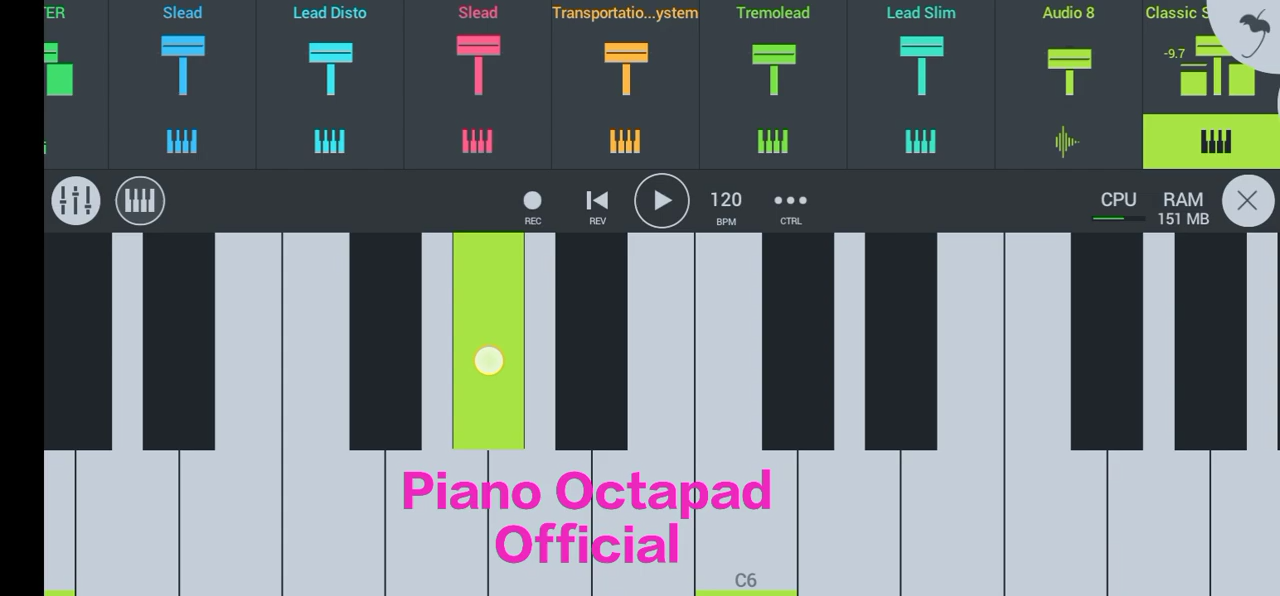 TER
Slead
Lead Disto
Slead
Transportatio...ystem
Tremolead
Lead Slim
Audio 8
Classic S
-9.7
i
120
CPU
RAM
REC
REV
BPM
CTRL
151 MB
Piano Octapad
Official
C6